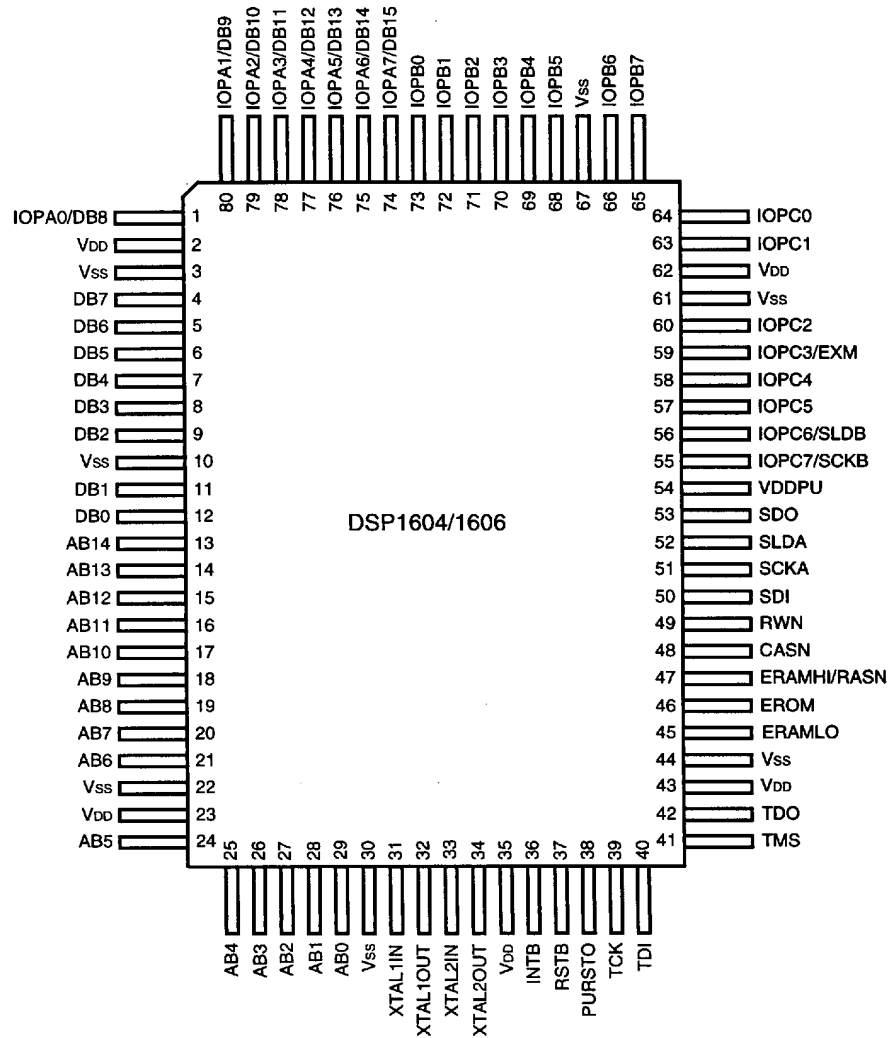 IOPA1/DB9
IOPA2/DB10
IOPA3/DB11
IOPA4/DB12
IOPA5/DB13
IOPA6/DB14
IOPA7/DB15
IOPB0
IOPB1
IOPB2
IOPB3
IOPB4
IOPB5
Vss
IOPB6
IOPB7
80 79 78 77 76 75 74 73 72 71 70 69 68 67 66 65
IOPA0/DB8 1
VDD 2
Vss 3
DB7 4
DB6 5
DB5 6
DB4 7
DB3 8
DB2 9
Vss 10
DB1 11
DB0 12
AB14 13
AB13 14
AB12 15
AB11 16
AB10 17
AB9 18
AB8 19
AB7 20
AB6 21
Vss 22
VDD 23
AB5 24
DSP1604/1606
64 IOPC0
63 IOPC1
62 VDD
61 Vss
60 IOPC2
59 IOPC3/EXM
58 IOPC4
57 IOPC5
56 IOPC6/SLDB
55 IOPC7/SCKB
54 VDDPU
53 SDO
52 SLDA
51 SCKA
50 SDI
49 RWN
48 CASN
47 ERAMHI/RASN
46 EROM
45 ERAMLO
44 Vss
43 VDD
42 TDO
41 TMS
25 26 27 28 29 30 31 32 33 34 35 36 37 38 39 40
AB4
AB3
AB2
AB1
AB0
Vss
XTAL1IN
XTAL1OUT
XTAL2IN
XTAL2OUT
VDD
INTB
RSTB
PURSTO
TCK
TDI